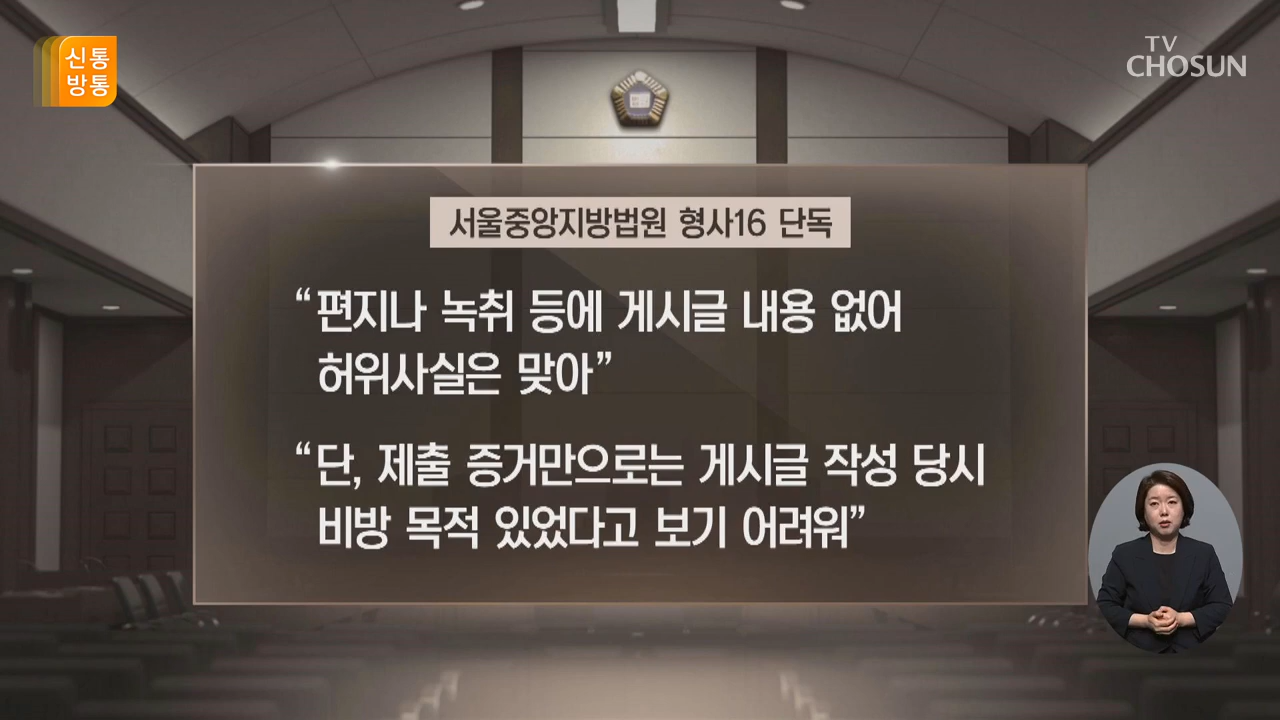 신통
방통
TV
CHOSUN
서울중앙지방법원 형사16 단독
“편지나 녹취 등에 게시글 내용 없어
허위사실은 맞아”
“단, 제출 증거만으로는 게시글 작성 당시
비방 목적 있었다고 보기 어려워”